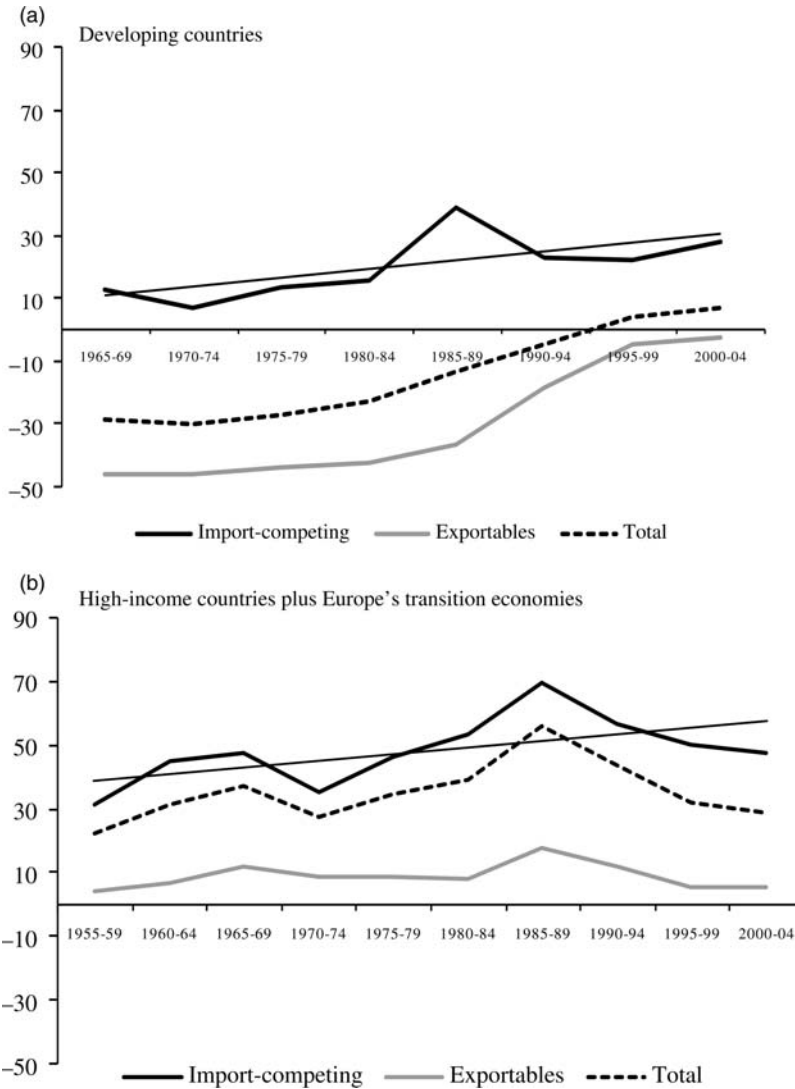 (a)
Developing countries
90
70
50
30
10
1965-69 1970-74 1975-79 1980-84 1985-89 1990-94 1995-99 2000-04
–10
–30
–50
Import-competing Exportables Total
(b)
High-income countries plus Europe’s transition economies
90
70
50
30
10
1955-59 1960-64 1965-69 1970-74 1975-79 1980-84 1985-89 1990-94 1995-99 2000-04
–10
–30
–50
Import-competing Exportables Total